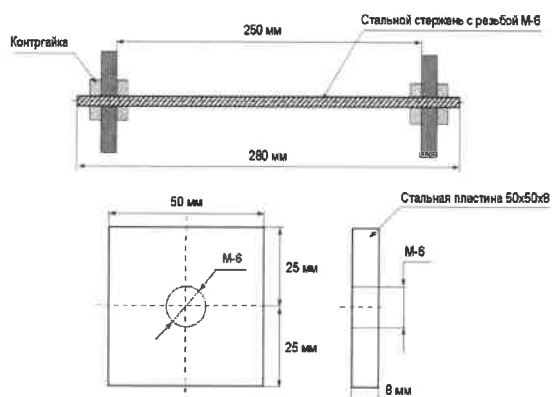 250 мм
Стальной стержень с резьбой М-6
Контргайка
280 мм
50 мм
Стальная пластина 50х50х8
М-6
25 мм
М-6
25 мм
8 мм